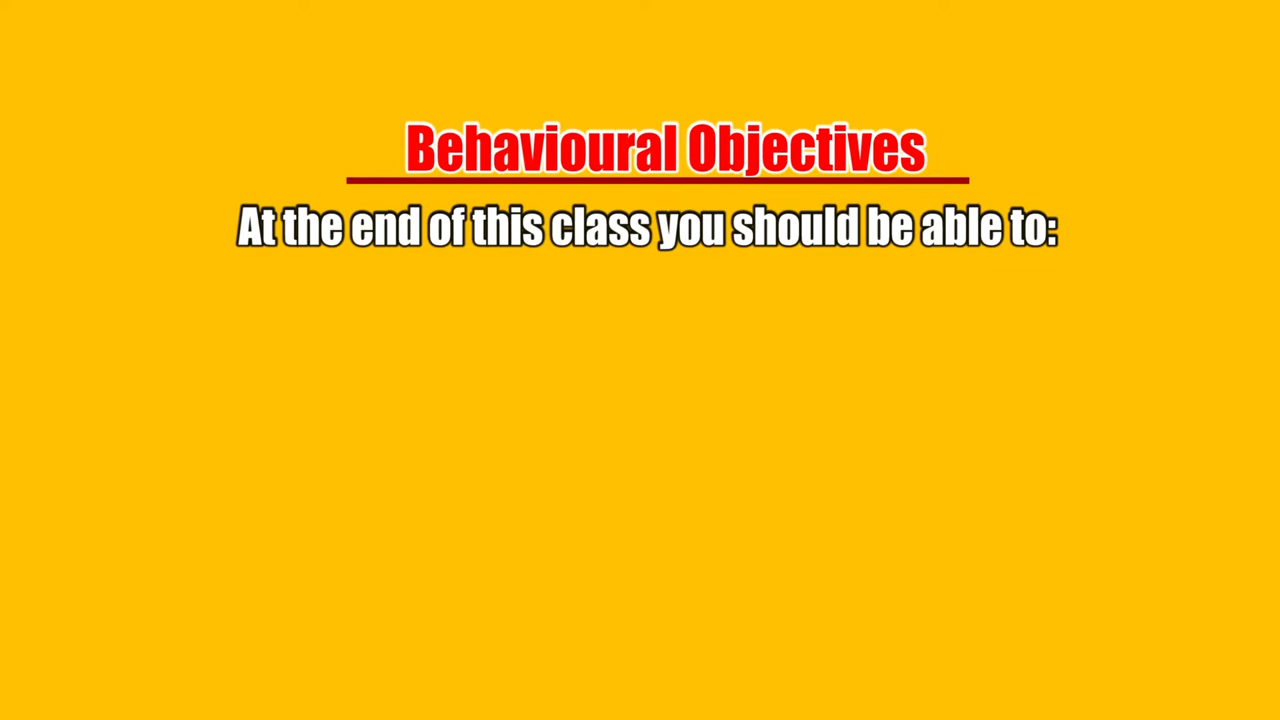 Behavioural Objectives
At the end of this class you should be able to: